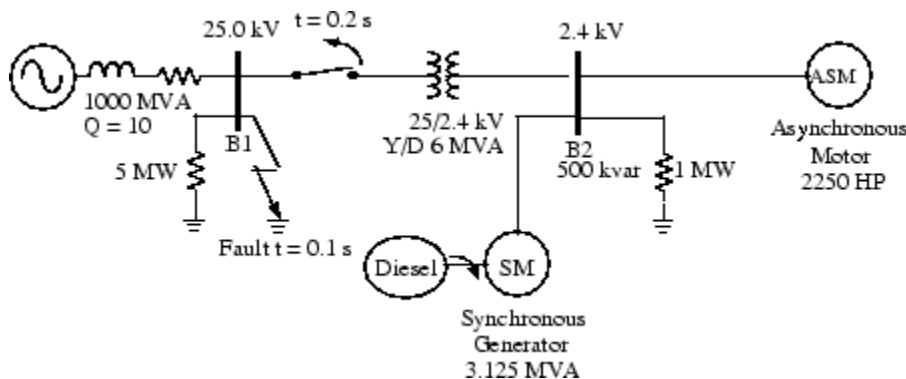 25.0 kV
t = 0.2 s
2.4 kV
1000 MVA
Q = 10
B1
5 MW
Fault t = 0.1 s
25/2.4 kV
Y/D 6 MVA
B2
500 kvar
1 MW
ASM
Asynchronous
Motor
2250 HP
Diesel
SM
Synchronous
Generator
3.125 MVA